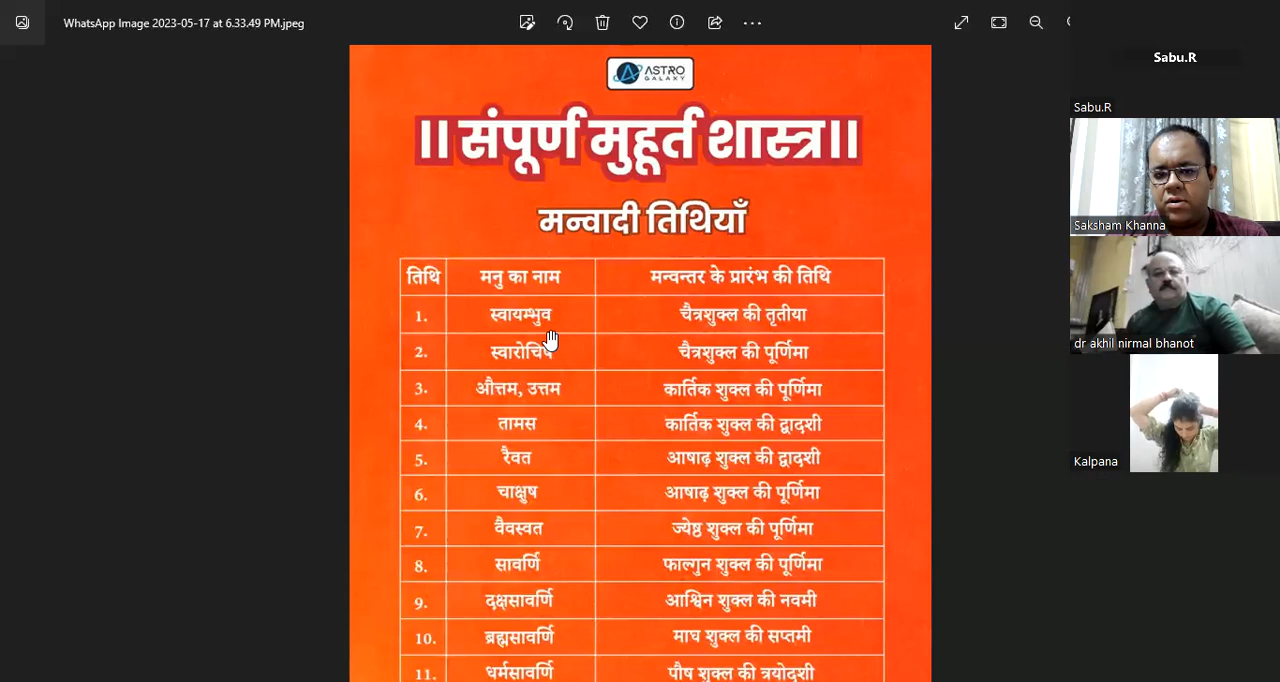 WhatsApp Image 2023-05-17 at 6.33.49 PM.jpeg
Sabu.R
Sabu.R
Saksham Khanna
dr akhil nirmal bhanot
Kalpana
ASTRO
GALAXY
॥ संपूर्ण मुहूर्त शास्त्र॥
मन्वादी तिथियाँ
तिथि मनु का नाम मन्वन्तर के प्रारंभ की तिथि
1. स्वायम्भुव चैत्रशुक्ल की तृतीया
2. स्वारोचिष चैत्रशुक्ल की पूर्णिमा
3. औत्तम, उत्तम कार्तिक शुक्ल की पूर्णिमा
4. तामस कार्तिक शुक्ल की द्वादशी
5. रैवत आषाढ़ शुक्ल की द्वादशी
6. चाक्षुष आषाढ़ शुक्ल की पूर्णिमा
7. वैवस्वत ज्येष्ठ शुक्ल की पूर्णिमा
8. सावर्णि फाल्गुन शुक्ल की पूर्णिमा
9. दक्षसावर्णि आश्विन शुक्ल की नवमी
10. ब्रह्मसावर्णि माघ शुक्ल की सप्तमी
11. धर्मसावर्णि पौष शुक्ल की त्रयोदशी